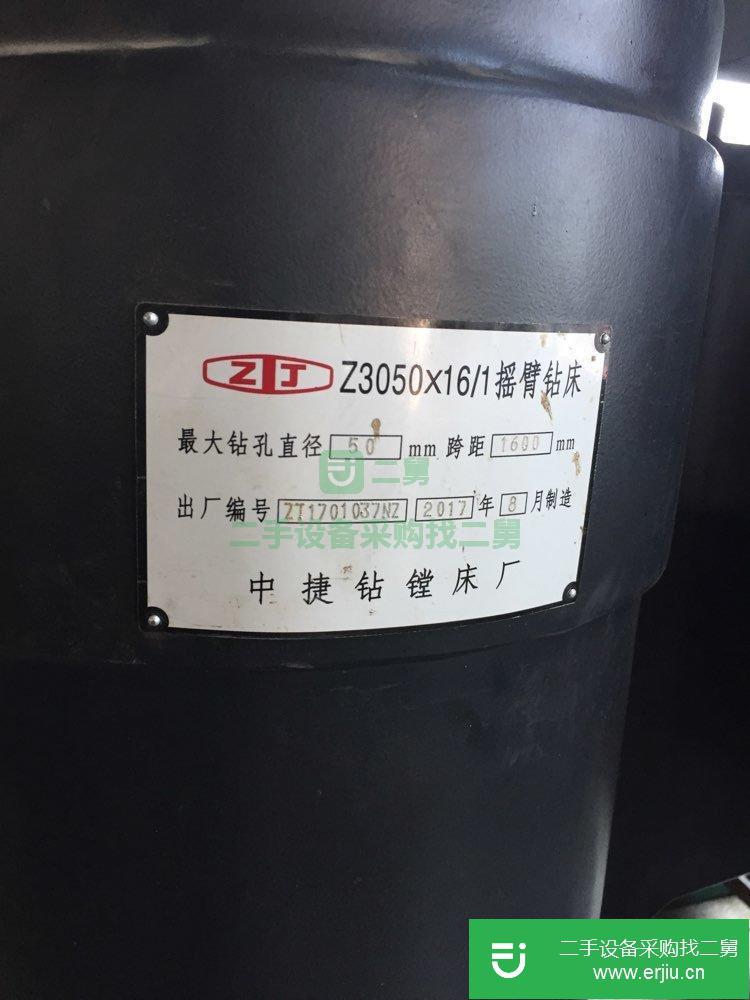 ZTJ Z3050×16/1摇臂钻床
最大钻孔直径 50 mm 跨距 1600 mm
二舅
出厂编号 ZT1701037NZ 2017 年 8 月制造
二手设备采购找二舅
中捷钻镗床厂
二手设备采购找二舅
www.erjiu.cn